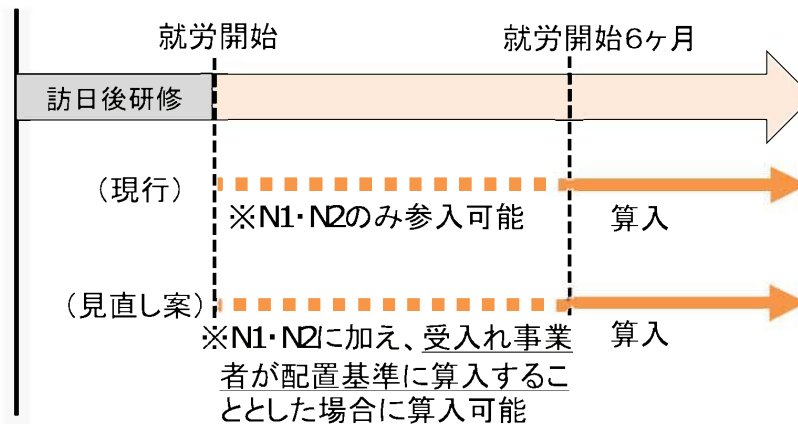 就労開始
就労開始6ヶ月
訪日後研修
（現行）
※N1・N2のみ参入可能
算入
（見直し案）
※N1・N2に加え、受入れ事業
者が配置基準に算入するこ
ととした場合に算入可能
算入